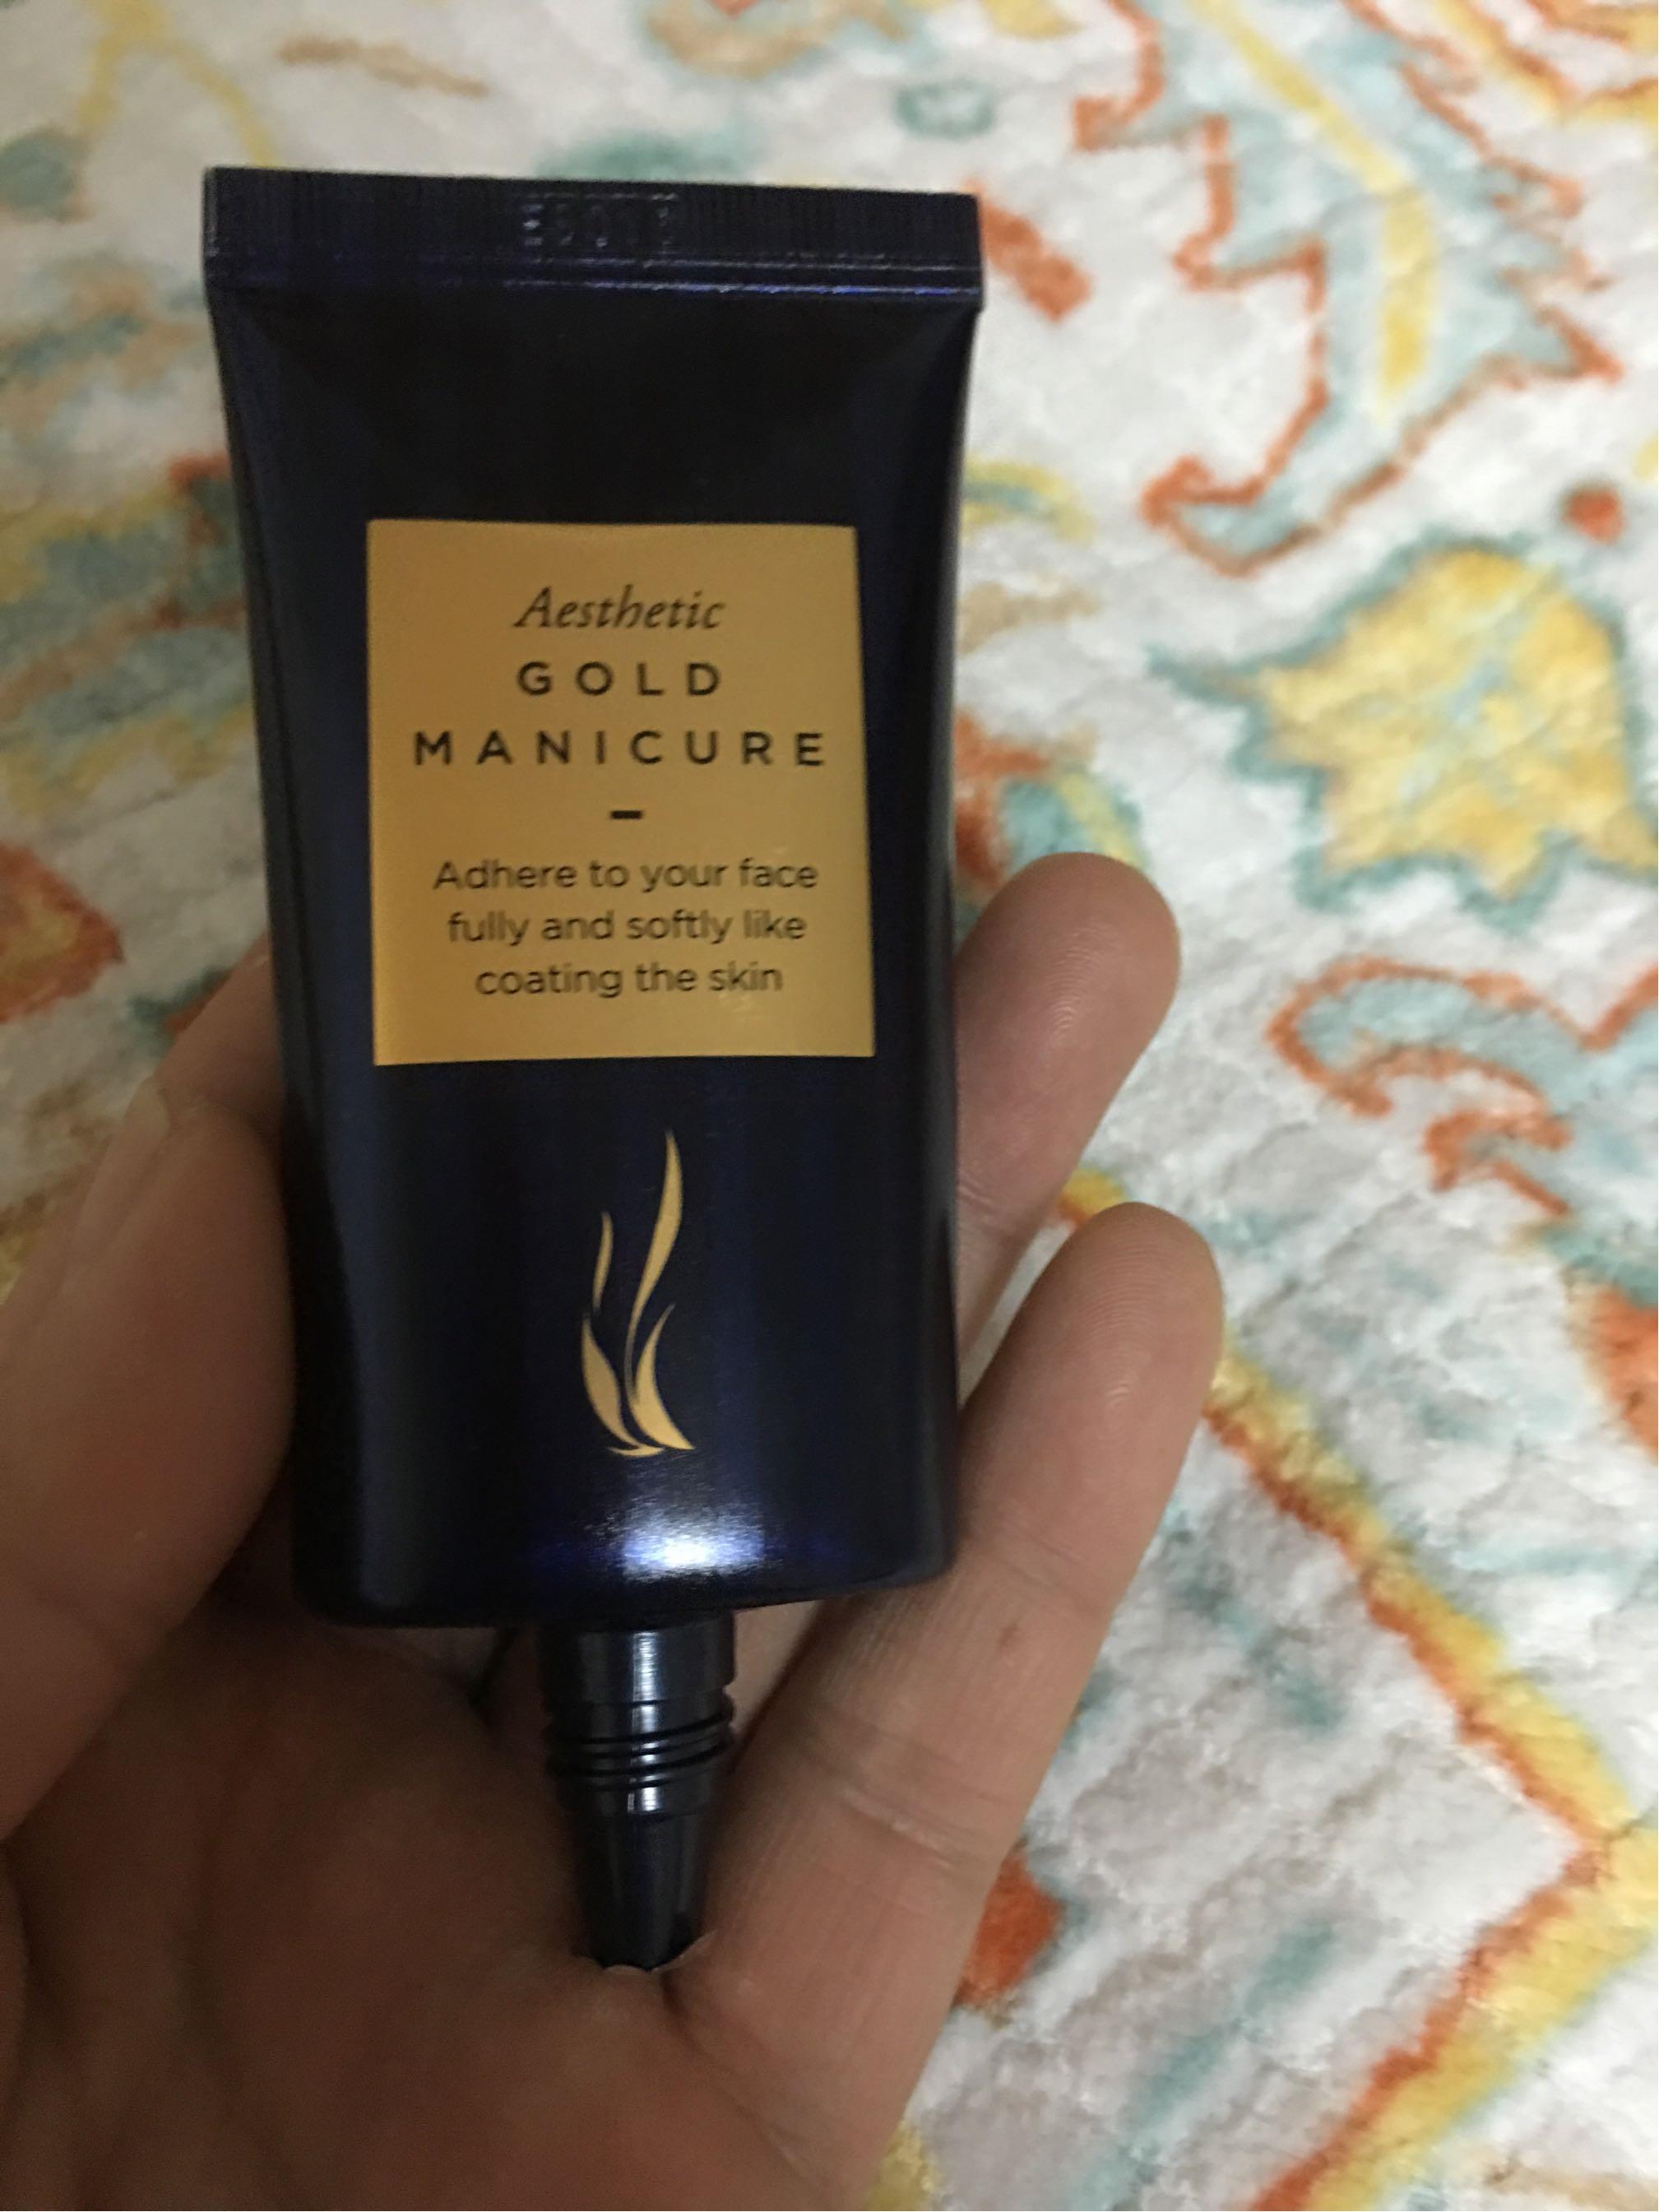 Aesthetic
GOLD
MANICURE
-
Adhere to your face
fully and softly like
coating the skin